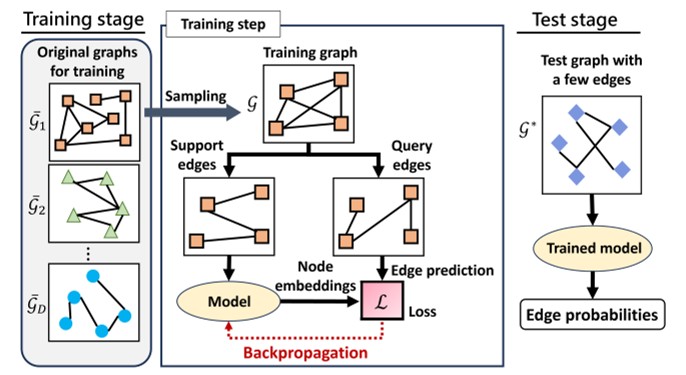 Training stage
Original graphs
for training
𝒢̄₁
𝒢̄₂
⋮
𝒢̄_D
Training step
Training graph
Sampling
𝒢
Support
edges
Query
edges
Node
embeddings
Edge prediction
Model
ℒ
Loss
Backpropagation
Test stage
Test graph with
a few edges
𝒢*
Trained model
Edge probabilities